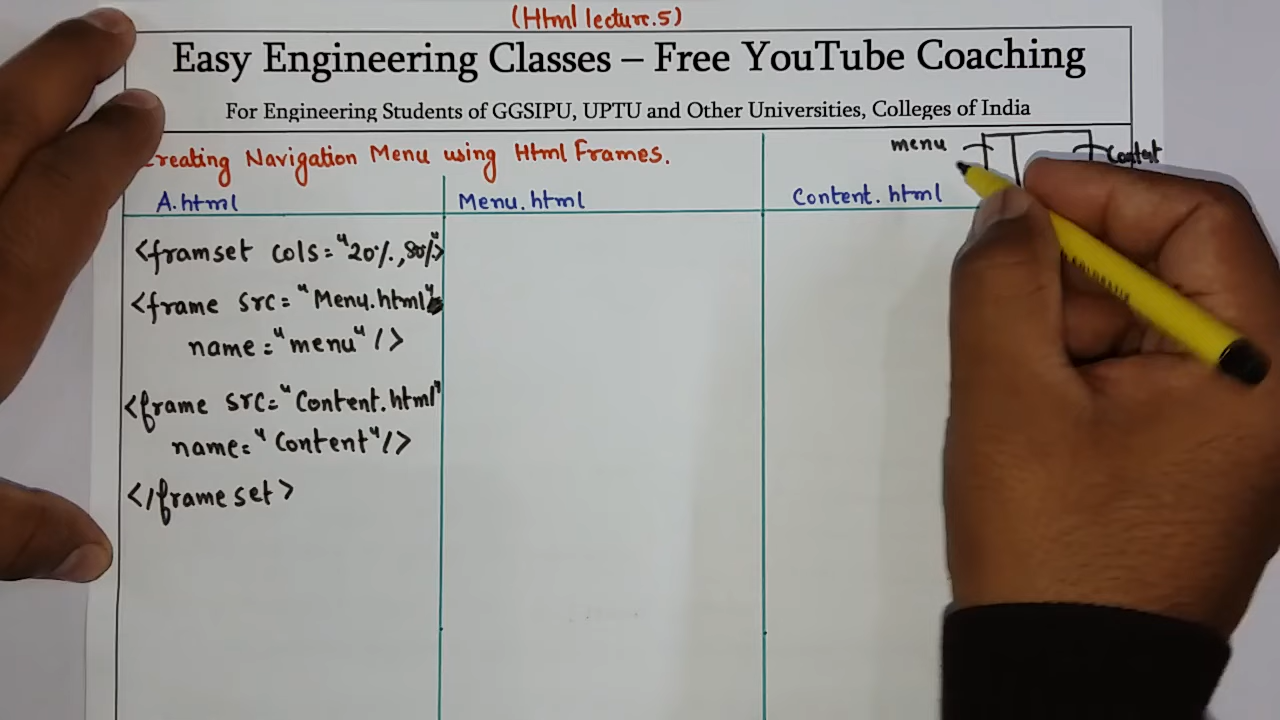 (Html lecture.5)
Easy Engineering Classes – Free YouTube Coaching
For Engineering Students of GGSIPU, UPTU and Other Universities, Colleges of India
Creating Navigation Menu using Html Frames.
menu
Content
A.html
Menu.html
Content.html
<framset cols="20%,80%">
<frame src="Menu.html"
name="menu"/>
<frame src="Content.html"
name="Content"/>
</frameset>